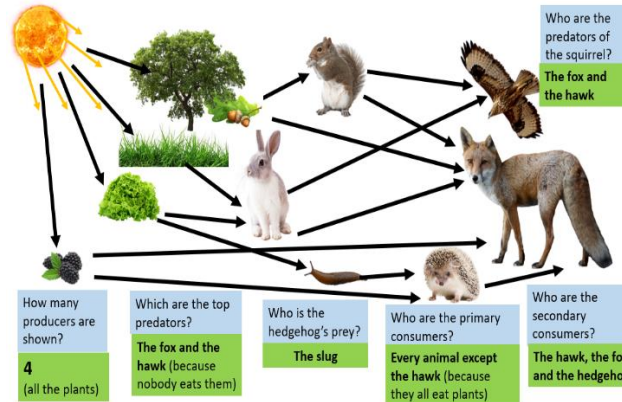 Who are the
predators of
the squirrel?
The fox and
the hawk
How many
producers are
shown?
4
(all the plants)
Which are the top
predators?
The fox and the
hawk (because
nobody eats them)
Who is the
hedgehog's prey?
The slug
Who are the primary
consumers?
Every animal except
the hawk (because
they all eat plants)
Who are the
secondary
consumers?
The hawk, the fo
and the hedgeho